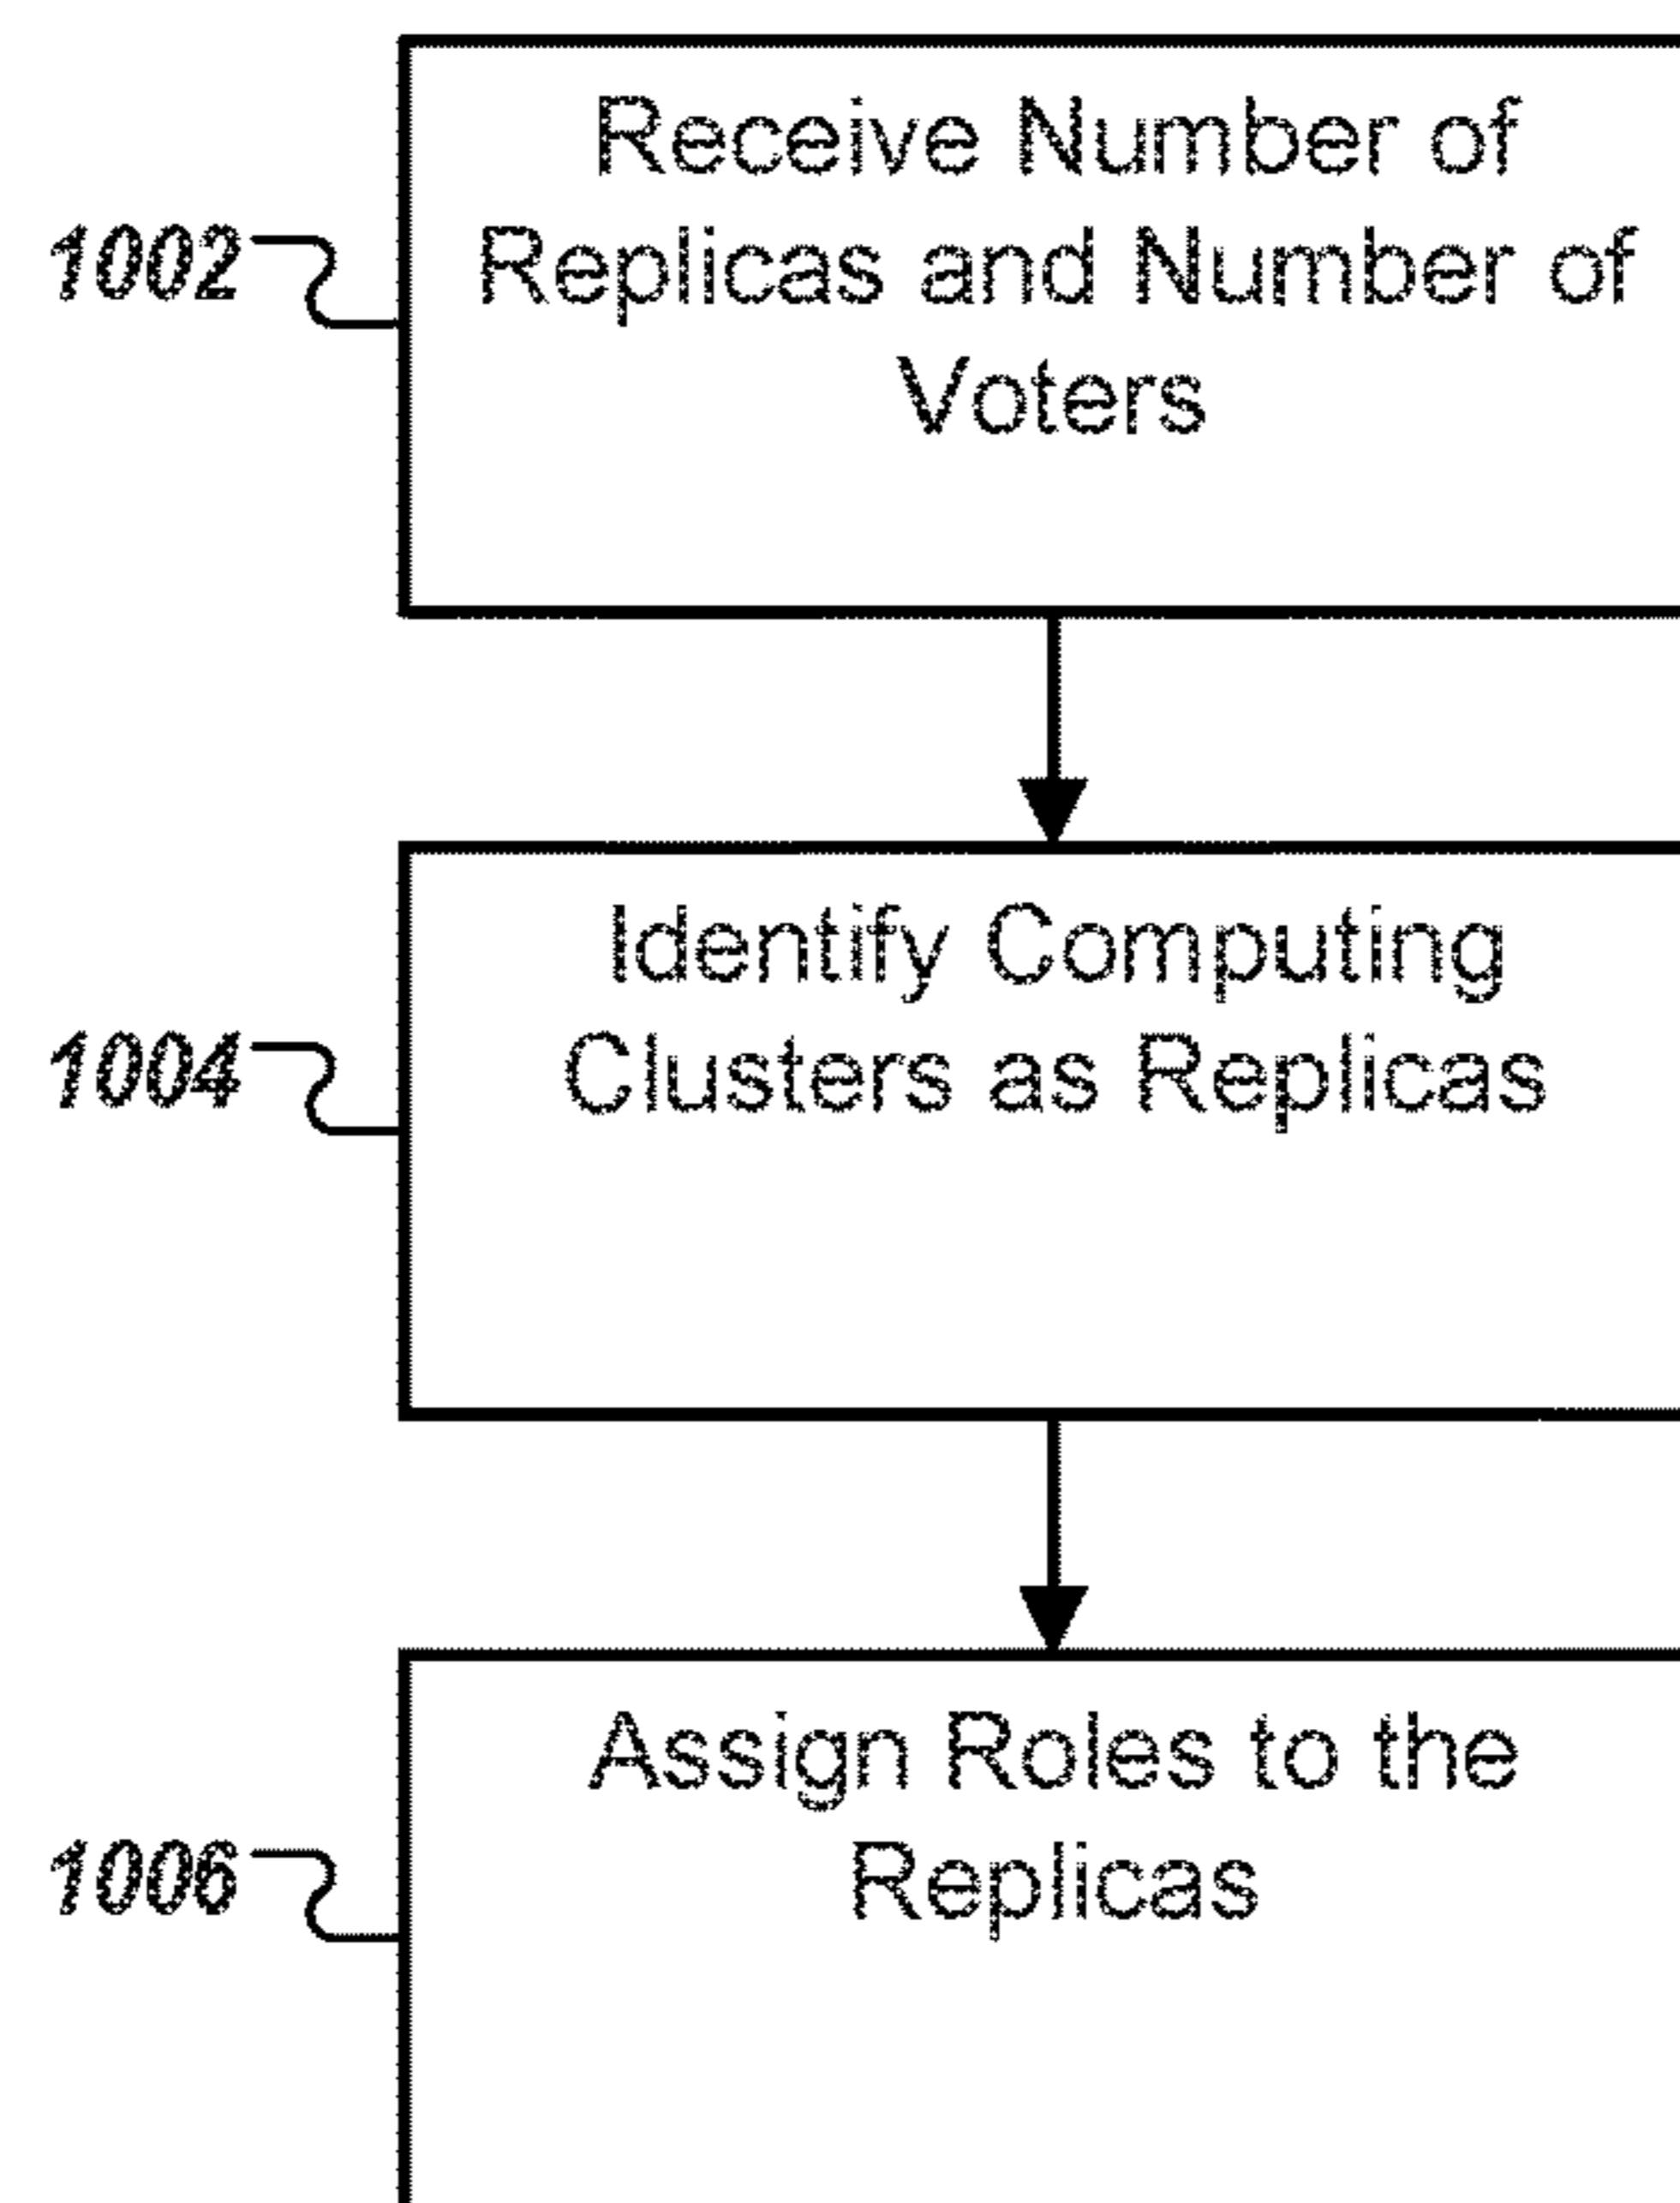 Receive Number of
Replicas and Number of
Voters
1002
Identify Computing
Clusters as Replicas
1004
Assign Roles to the
Replicas
1006